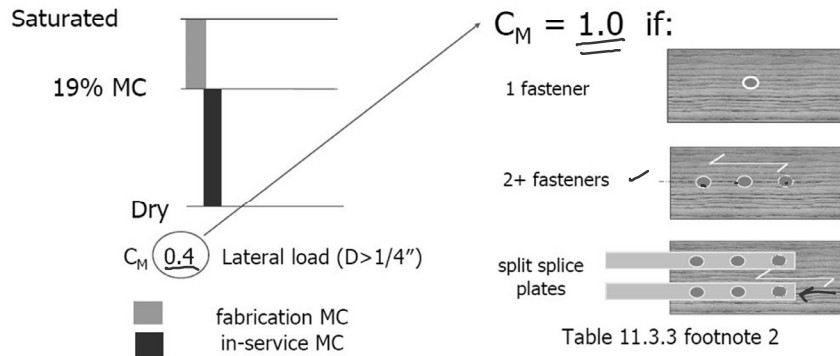 Saturated
19% MC
Dry
C_M 0.4 Lateral load (D>1/4″)
fabrication MC
in-service MC
C_M = 1.0 if:
1 fastener
2+ fasteners
split splice
plates
Table 11.3.3 footnote 2